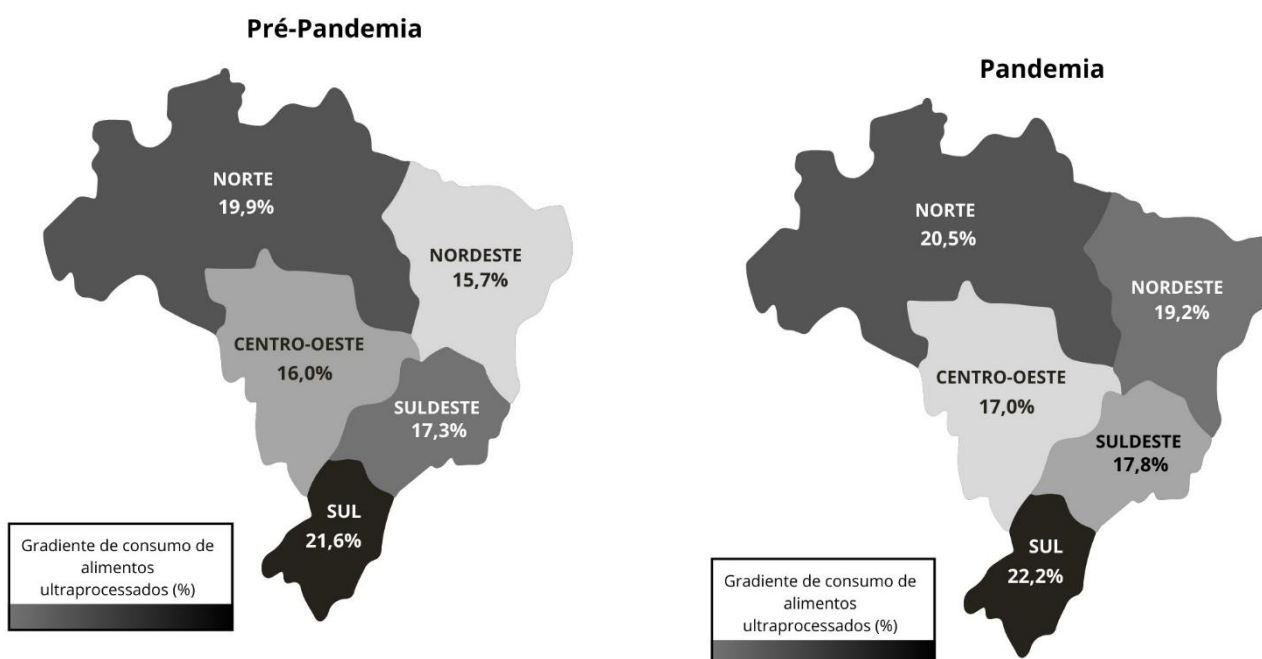 Pré-Pandemia
NORTE
19,9%
NORDESTE
15,7%
CENTRO-OESTE
16,0%
SULDESTE
17,3%
SUL
21,6%
Gradiente de consumo de
alimentos
ultraprocessados (%)
Pandemia
NORTE
20,5%
NORDESTE
19,2%
CENTRO-OESTE
17,0%
SULDESTE
17,8%
SUL
22,2%
Gradiente de consumo de
alimentos
ultraprocessados (%)